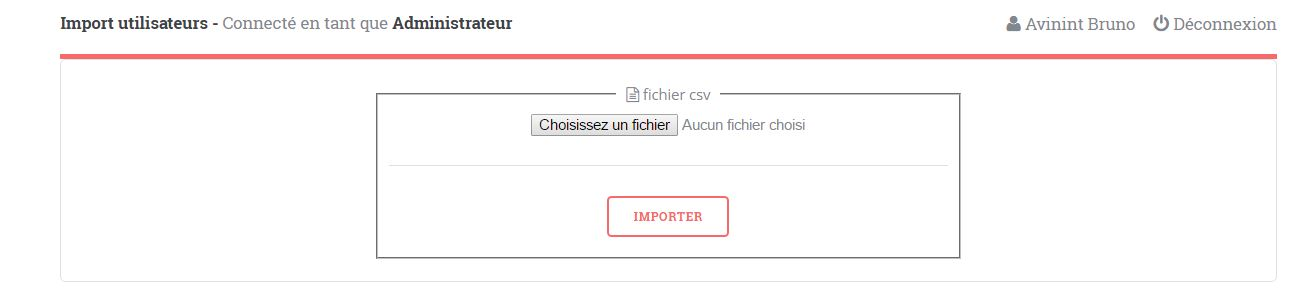 Import utilisateurs - Connecté en tant que Administrateur Avinint Bruno Déconnexion
fichier csv
Choisissez un fichier Aucun fichier choisi
IMPORTER